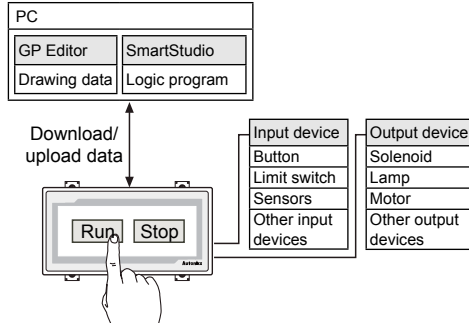 PC
GP Editor
Drawing data
SmartStudio
Logic program
Download/
upload data
Run
Stop
Autonics
Input device
Button
Limit switch
Sensors
Other input
devices
Output device
Solenoid
Lamp
Motor
Other output
devices